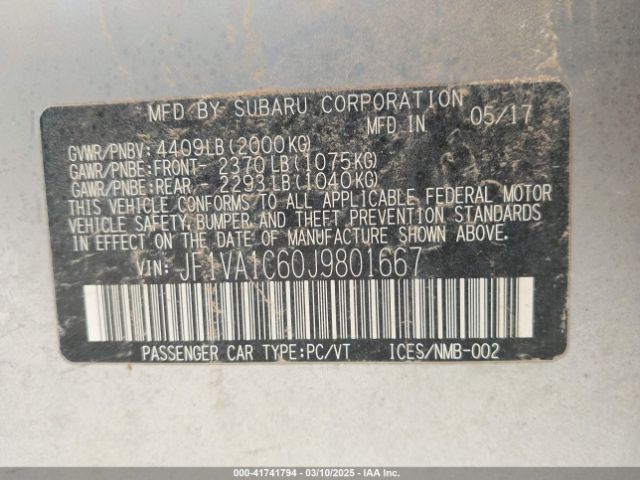 MFD BY SUBARU CORPORATION
MFD IN 05/17
GVWR/PNBV: 4409LB(2000KG)
GAWR/PNBE:FRONT- 2370LB(1075KG)
GAWR/PNBE:REAR - 2293LB(1040KG)
THIS VEHICLE CONFORMS TO ALL APPLICABLE FEDERAL MOTOR
VEHICLE SAFETY, BUMPER, AND THEFT PREVENTION STANDARDS
IN EFFECT ON THE DATE OF MANUFACTURE SHOWN ABOVE.
VIN: JF1VA1C60J9801667
PASSENGER CAR TYPE:PC/VT ICES/NMB-002
© - 41741794 - 03/10/2025 - IAA Inc.